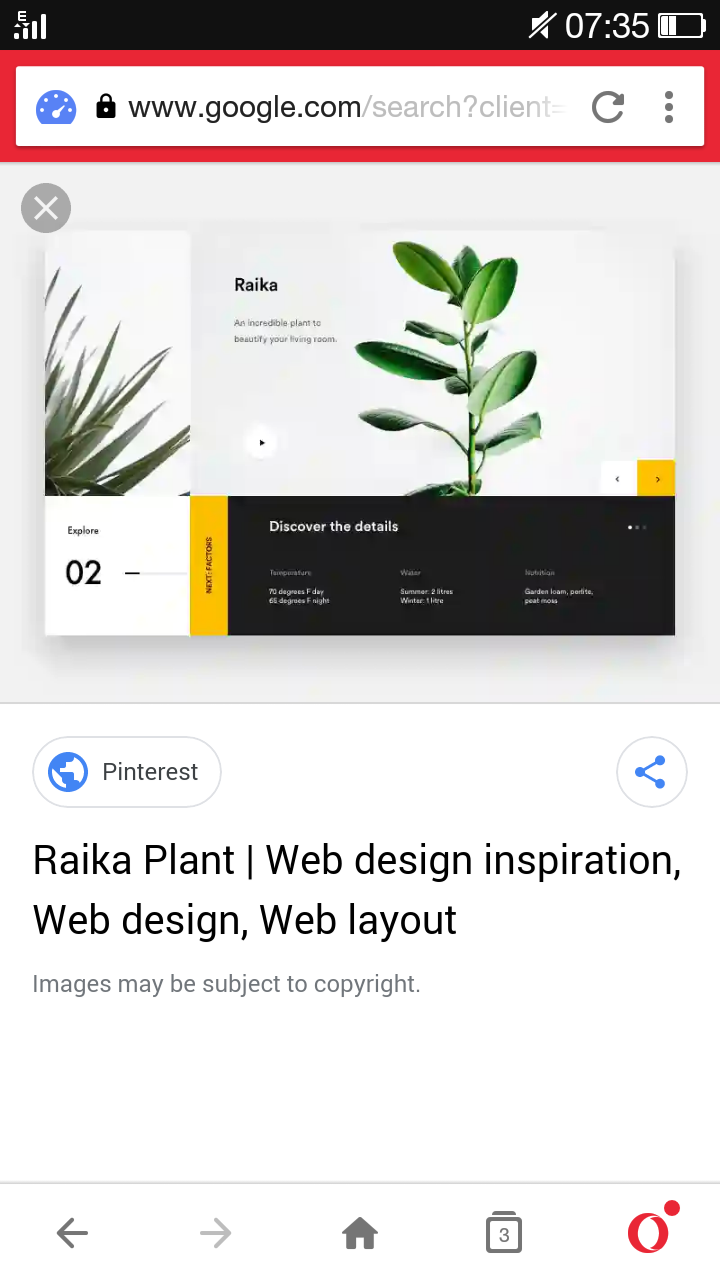 E
07:35
www.google.com/search?client=
Raika
An incredible plant to
beautify your living room.
Explore
02
NEXT: FACTORS
Discover the details
Temperature
70 degrees F day
65 degrees F night
Water
Summer: 2 litres
Winter: 1 litre
Nutrition
Garden loam, perlite,
peat moss
Pinterest
Raika Plant | Web design inspiration,
Web design, Web layout
Images may be subject to copyright.
3